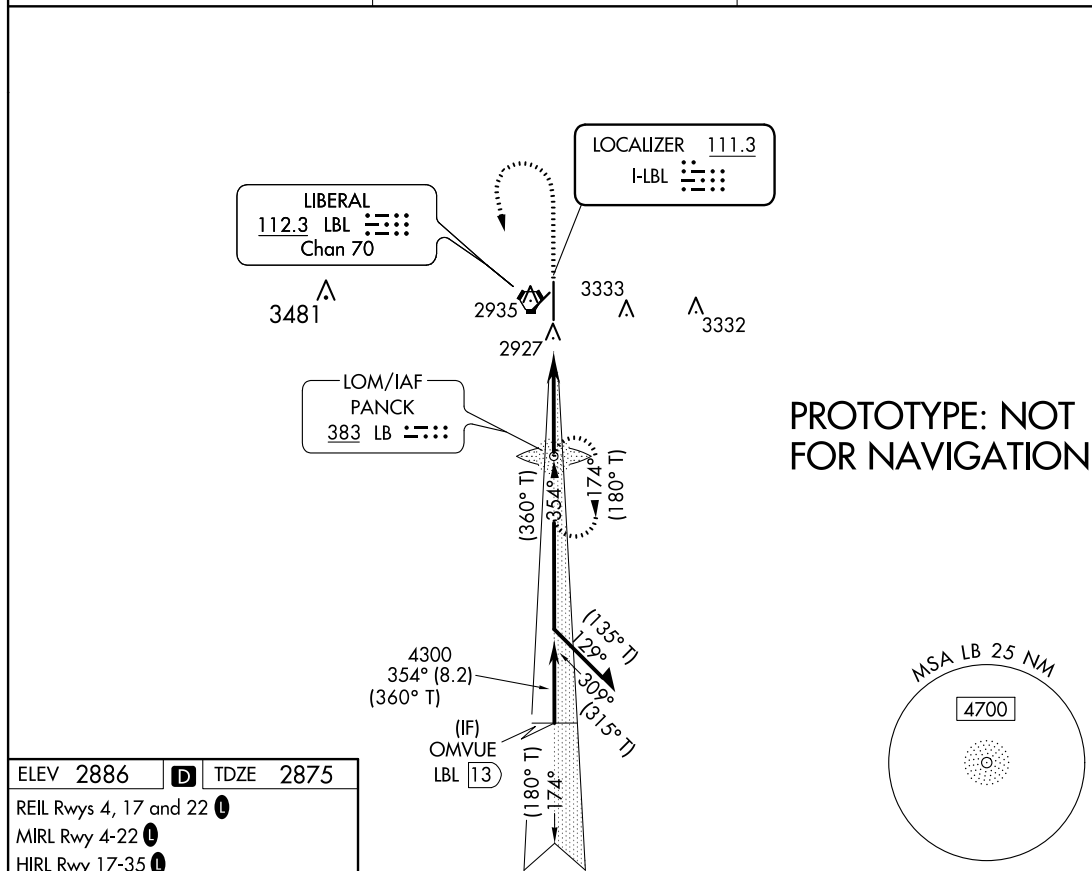 LOCALIZER 111.3
I-LBL
LIBERAL
112.3 LBL
Chan 70
3481
2935
3333
3332
2927
LOM/IAF
PANCK
383 LB
PROTOTYPE: NOT
FOR NAVIGATION
(360° T)
354°
174°
(180° T)
(135° T)
129°
309°
(315° T)
4300
354° (8.2)
(360° T)
(IF)
OMVUE
LBL 13
(180° T)
174°
MSA LB 25 NM
4700
ELEV 2886 D TDZE 2875
REIL Rwys 4, 17 and 22 L
MIRL Rwy 4-22 L
HIRL Rwy 17-35 L